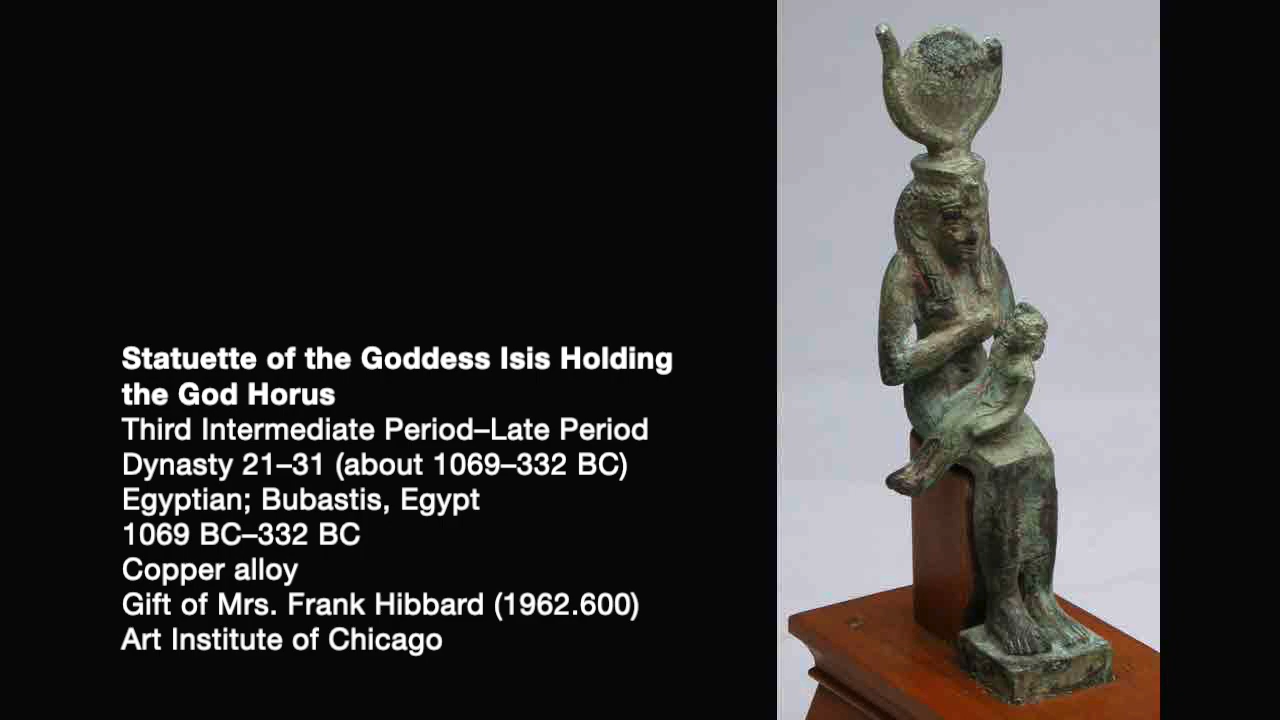 Statuette of the Goddess Isis Holding
the God Horus
Third Intermediate Period–Late Period
Dynasty 21–31 (about 1069–332 BC)
Egyptian; Bubastis, Egypt
1069 BC–332 BC
Copper alloy
Gift of Mrs. Frank Hibbard (1962.600)
Art Institute of Chicago